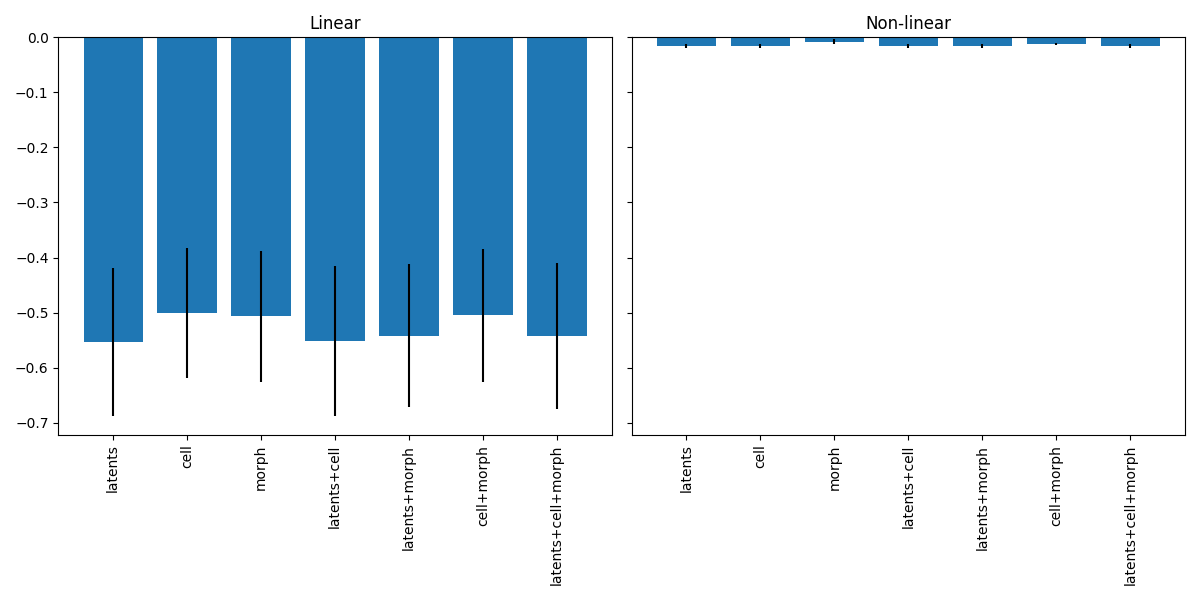 Linear
Non-linear
0.0
−0.1
−0.2
−0.3
−0.4
−0.5
−0.6
−0.7
latents
cell
morph
latents+cell
latents+morph
cell+morph
latents+cell+morph
latents
cell
morph
latents+cell
latents+morph
cell+morph
latents+cell+morph